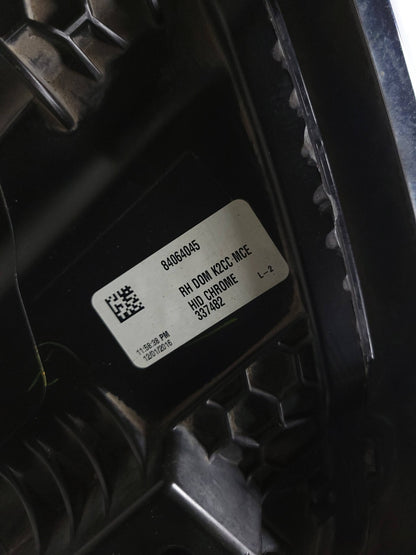 84064045
RH DOM K2CC MCE
HID CHROME
337482
L-2
11:58:38 PM
12/01/2016